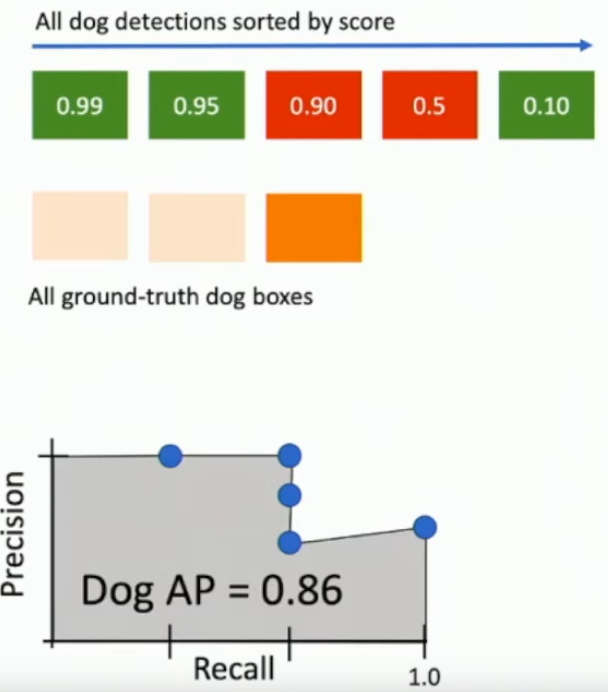 All dog detections sorted by score
0.99 0.95 0.90 0.5 0.10
All ground-truth dog boxes
Precision
Dog AP = 0.86
Recall
1.0